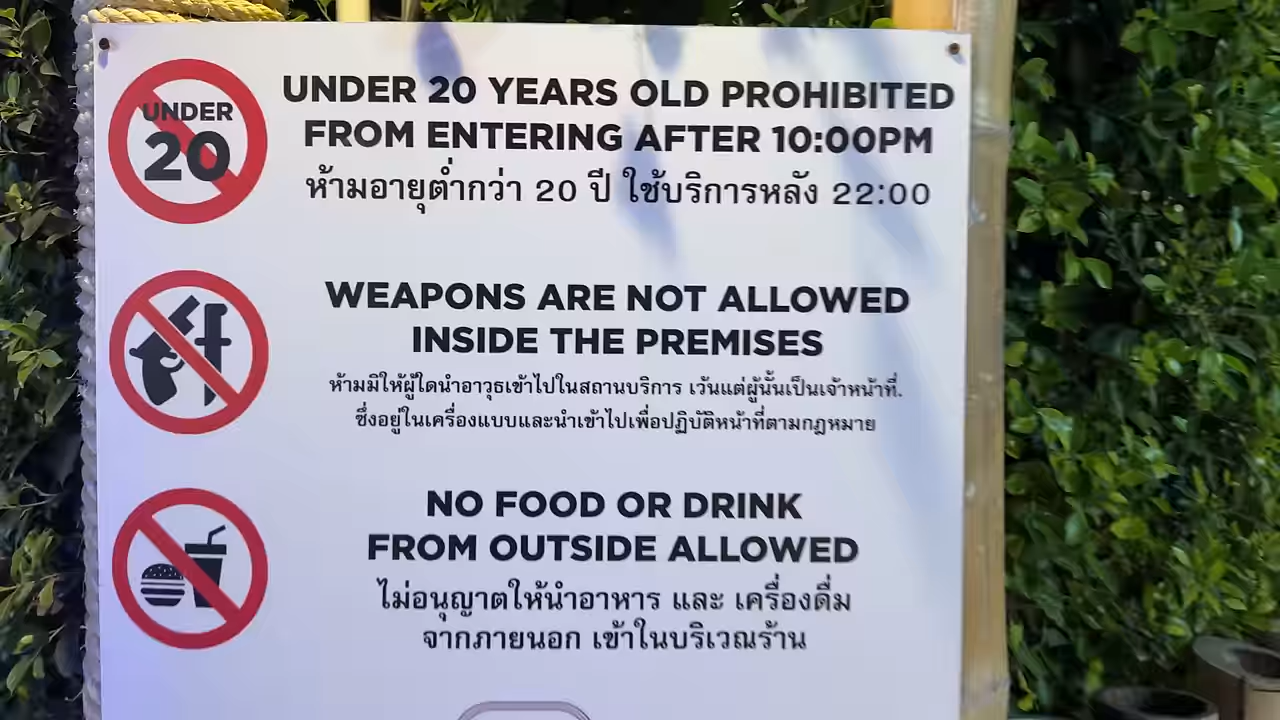 UNDER
20
UNDER 20 YEARS OLD PROHIBITED
FROM ENTERING AFTER 10:00PM
ห้ามอายุต่ำกว่า 20 ปี ใช้บริการหลัง 22:00
WEAPONS ARE NOT ALLOWED
INSIDE THE PREMISES
ห้ามมิให้ผู้ใดนำอาวุธเข้าไปในสถานบริการ เว้นแต่ผู้นั้นเป็นเจ้าหน้าที่.
ซึ่งอยู่ในเครื่องแบบและนำเข้าไปเพื่อปฏิบัติหน้าที่ตามกฎหมาย
NO FOOD OR DRINK
FROM OUTSIDE ALLOWED
ไม่อนุญาตให้นำอาหาร และ เครื่องดื่ม
จากภายนอก เข้าในบริเวณร้าน